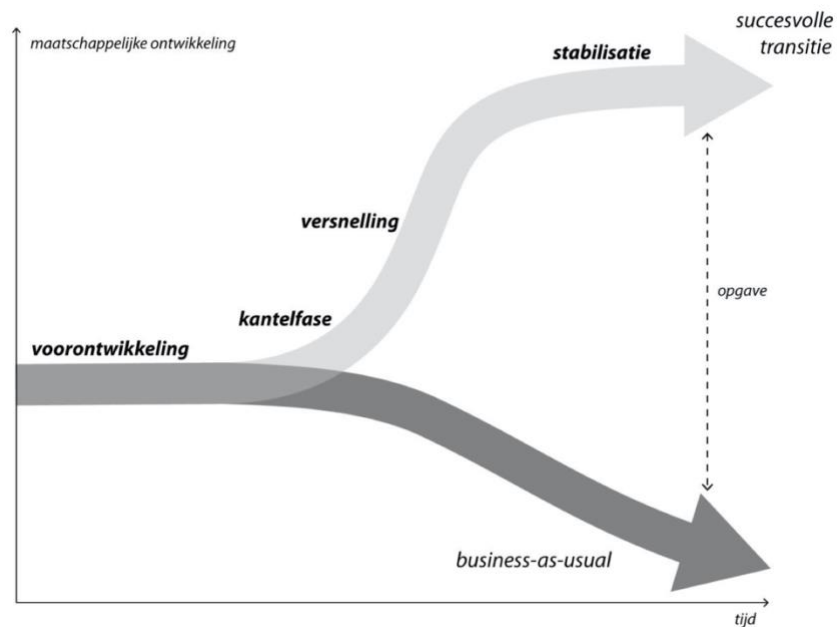 maatschappelijke ontwikkeling
succesvolle
transitie
stabilisatie
versnelling
opgave
kantelfase
voorontwikkeling
business-as-usual
tijd